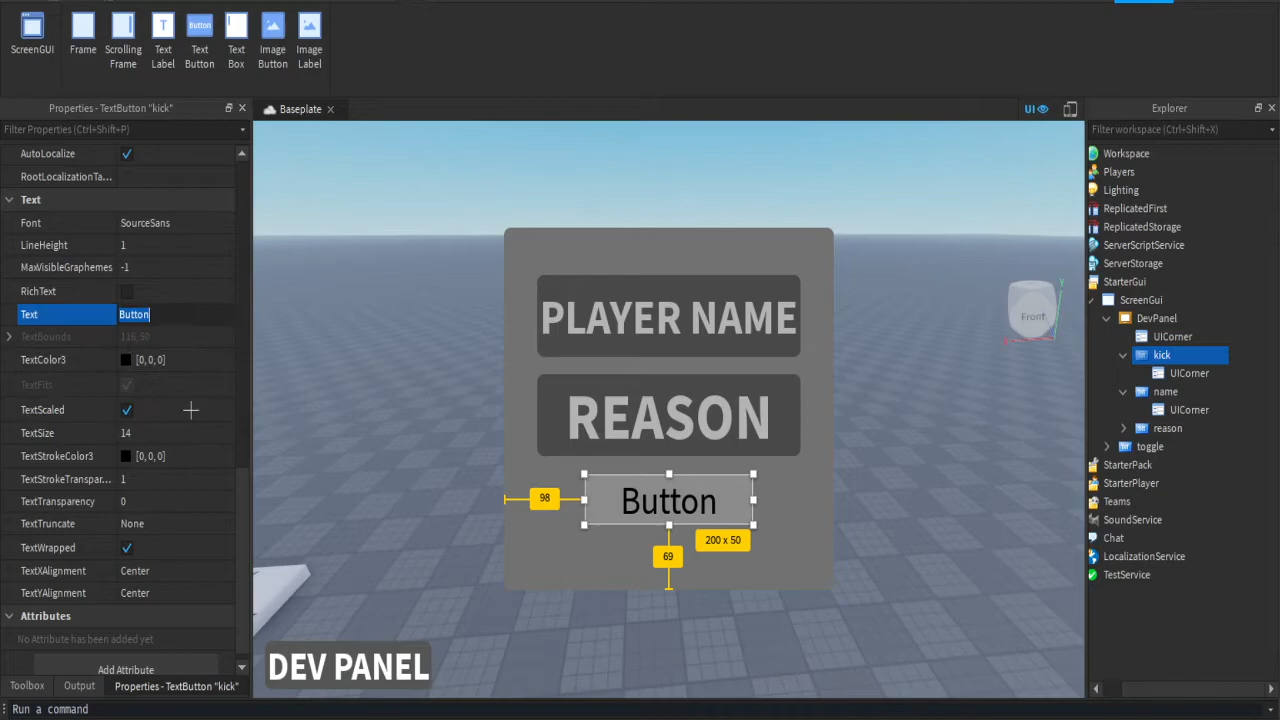 ScreenGUI
Frame
Scrolling
Frame
Text
Label
Button
Text
Button
Text
Box
Image
Button
Image
Label
T
Properties - TextButton "kick"
Filter Properties (Ctrl+Shift+P)
AutoLocalize
RootLocalizationTa...
Text
Font SourceSans
LineHeight 1
MaxVisibleGraphemes -1
RichText
Text Button
TextBounds 116,50
TextColor3 [0,0,0]
TextFits
TextScaled
TextSize 14
TextStrokeColor3 [0,0,0]
TextStrokeTranspar... 1
TextTransparency 0
TextTruncate None
TextWrapped
TextXAlignment Center
TextYAlignment Center
Attributes
No Attribute has been added yet
Add Attribute
Toolbox
Output
Properties - TextButton "kick"
Run a command
Baseplate
UI
PLAYER NAME
REASON
Button
98
200 x 50
69
DEV PANEL
Front
Y
Explorer
Filter workspace (Ctrl+Shift+X)
Workspace
Players
Lighting
ReplicatedFirst
ReplicatedStorage
ServerScriptService
ServerStorage
StarterGui
ScreenGui
DevPanel
UICorner
kick
UICorner
name
UICorner
reason
toggle
StarterPack
StarterPlayer
Teams
SoundService
Chat
LocalizationService
TestService